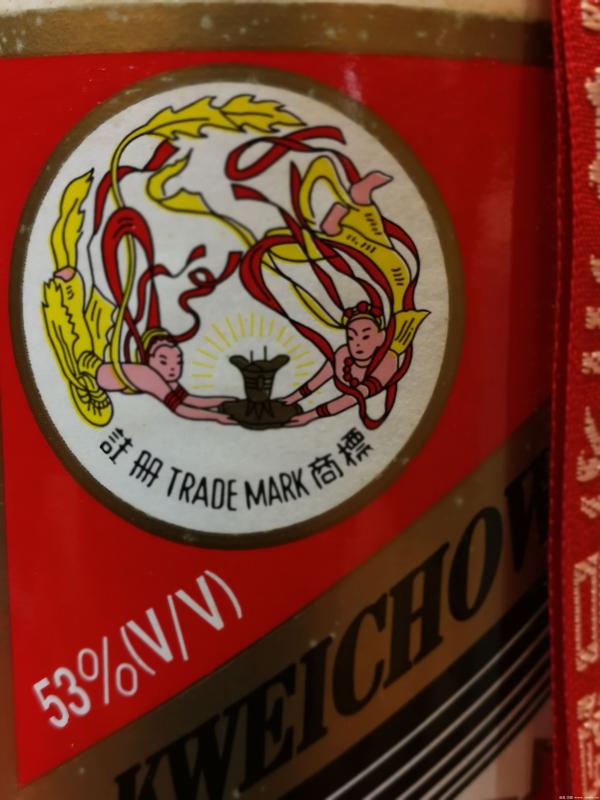 註册 TRADE MARK 商標
53%(V/V)
KWEICHOW